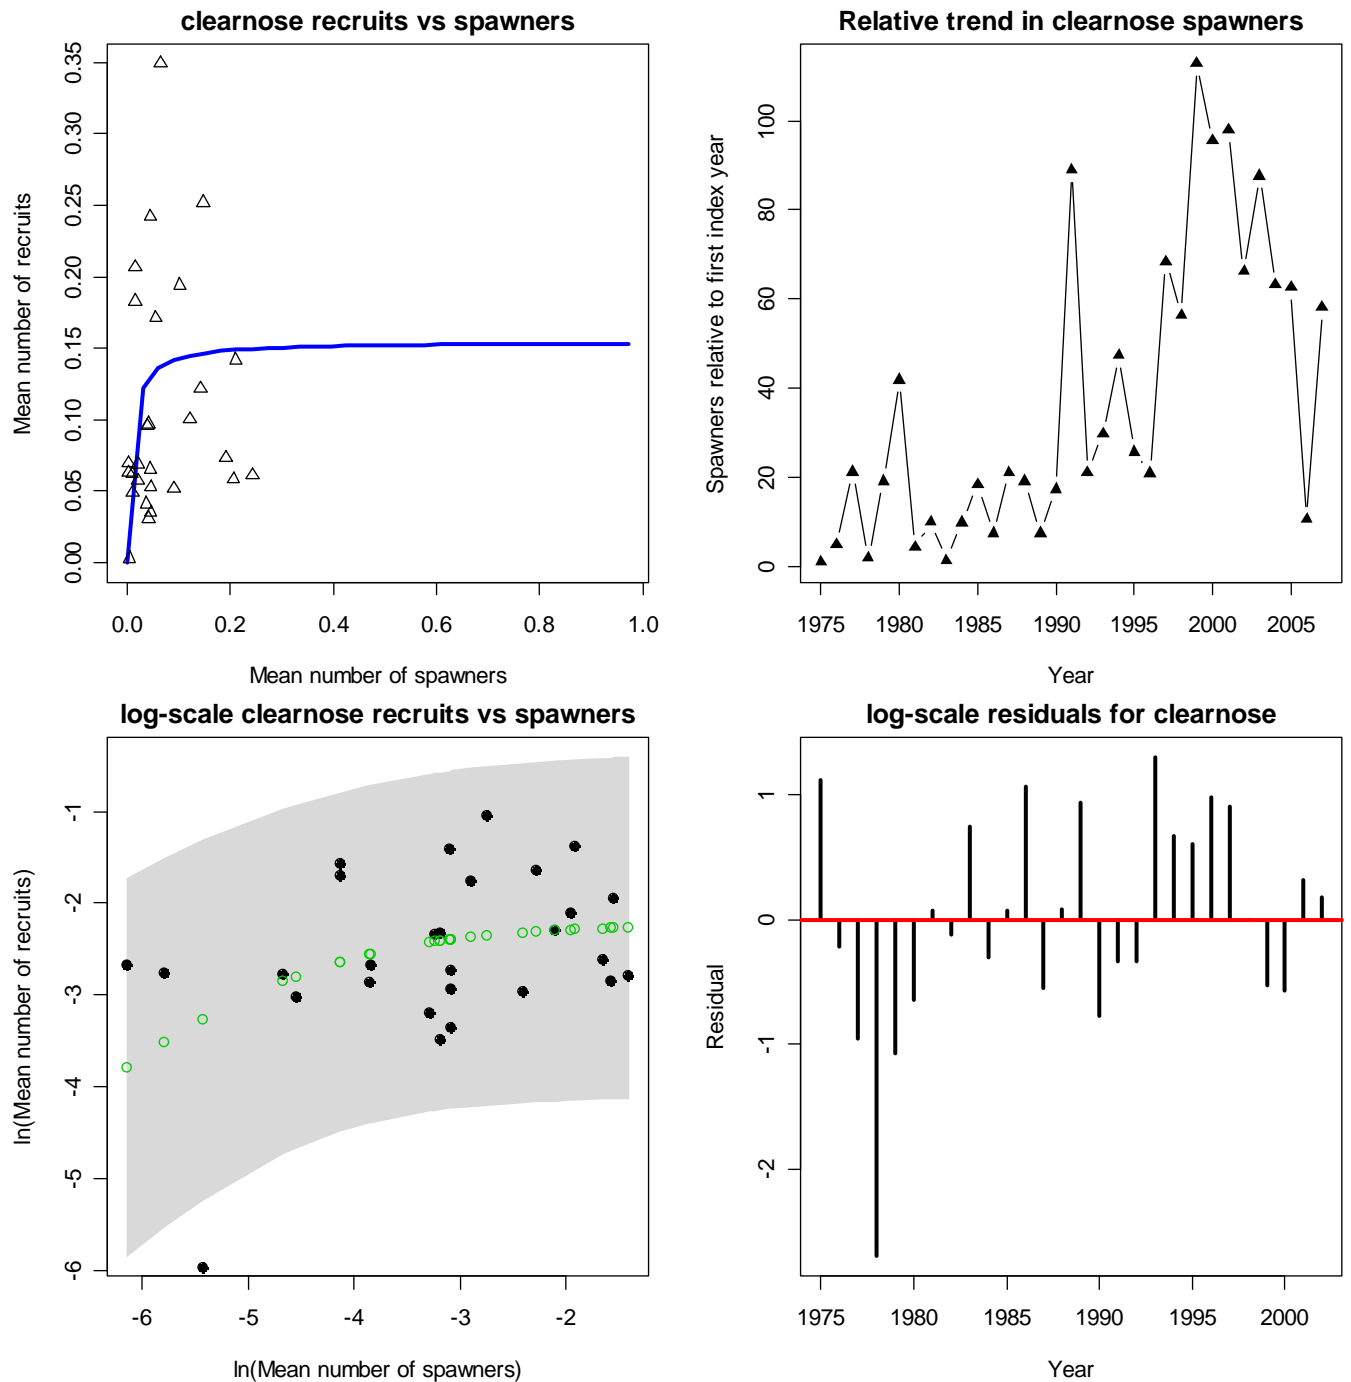 clearnose recruits vs spawners
Mean number of recruits
0.00 0.05 0.10 0.15 0.20 0.25 0.30 0.35
0.0 0.2 0.4 0.6 0.8 1.0
Mean number of spawners
Relative trend in clearnose spawners
Spawners relative to first index year
0 20 40 60 80 100
1975 1980 1985 1990 1995 2000 2005
Year
log-scale clearnose recruits vs spawners
ln(Mean number of recruits)
-6 -5 -4 -3 -2 -1
-6 -5 -4 -3 -2
ln(Mean number of spawners)
log-scale residuals for clearnose
Residual
-2 -1 0 1
1975 1980 1985 1990 1995 2000
Year